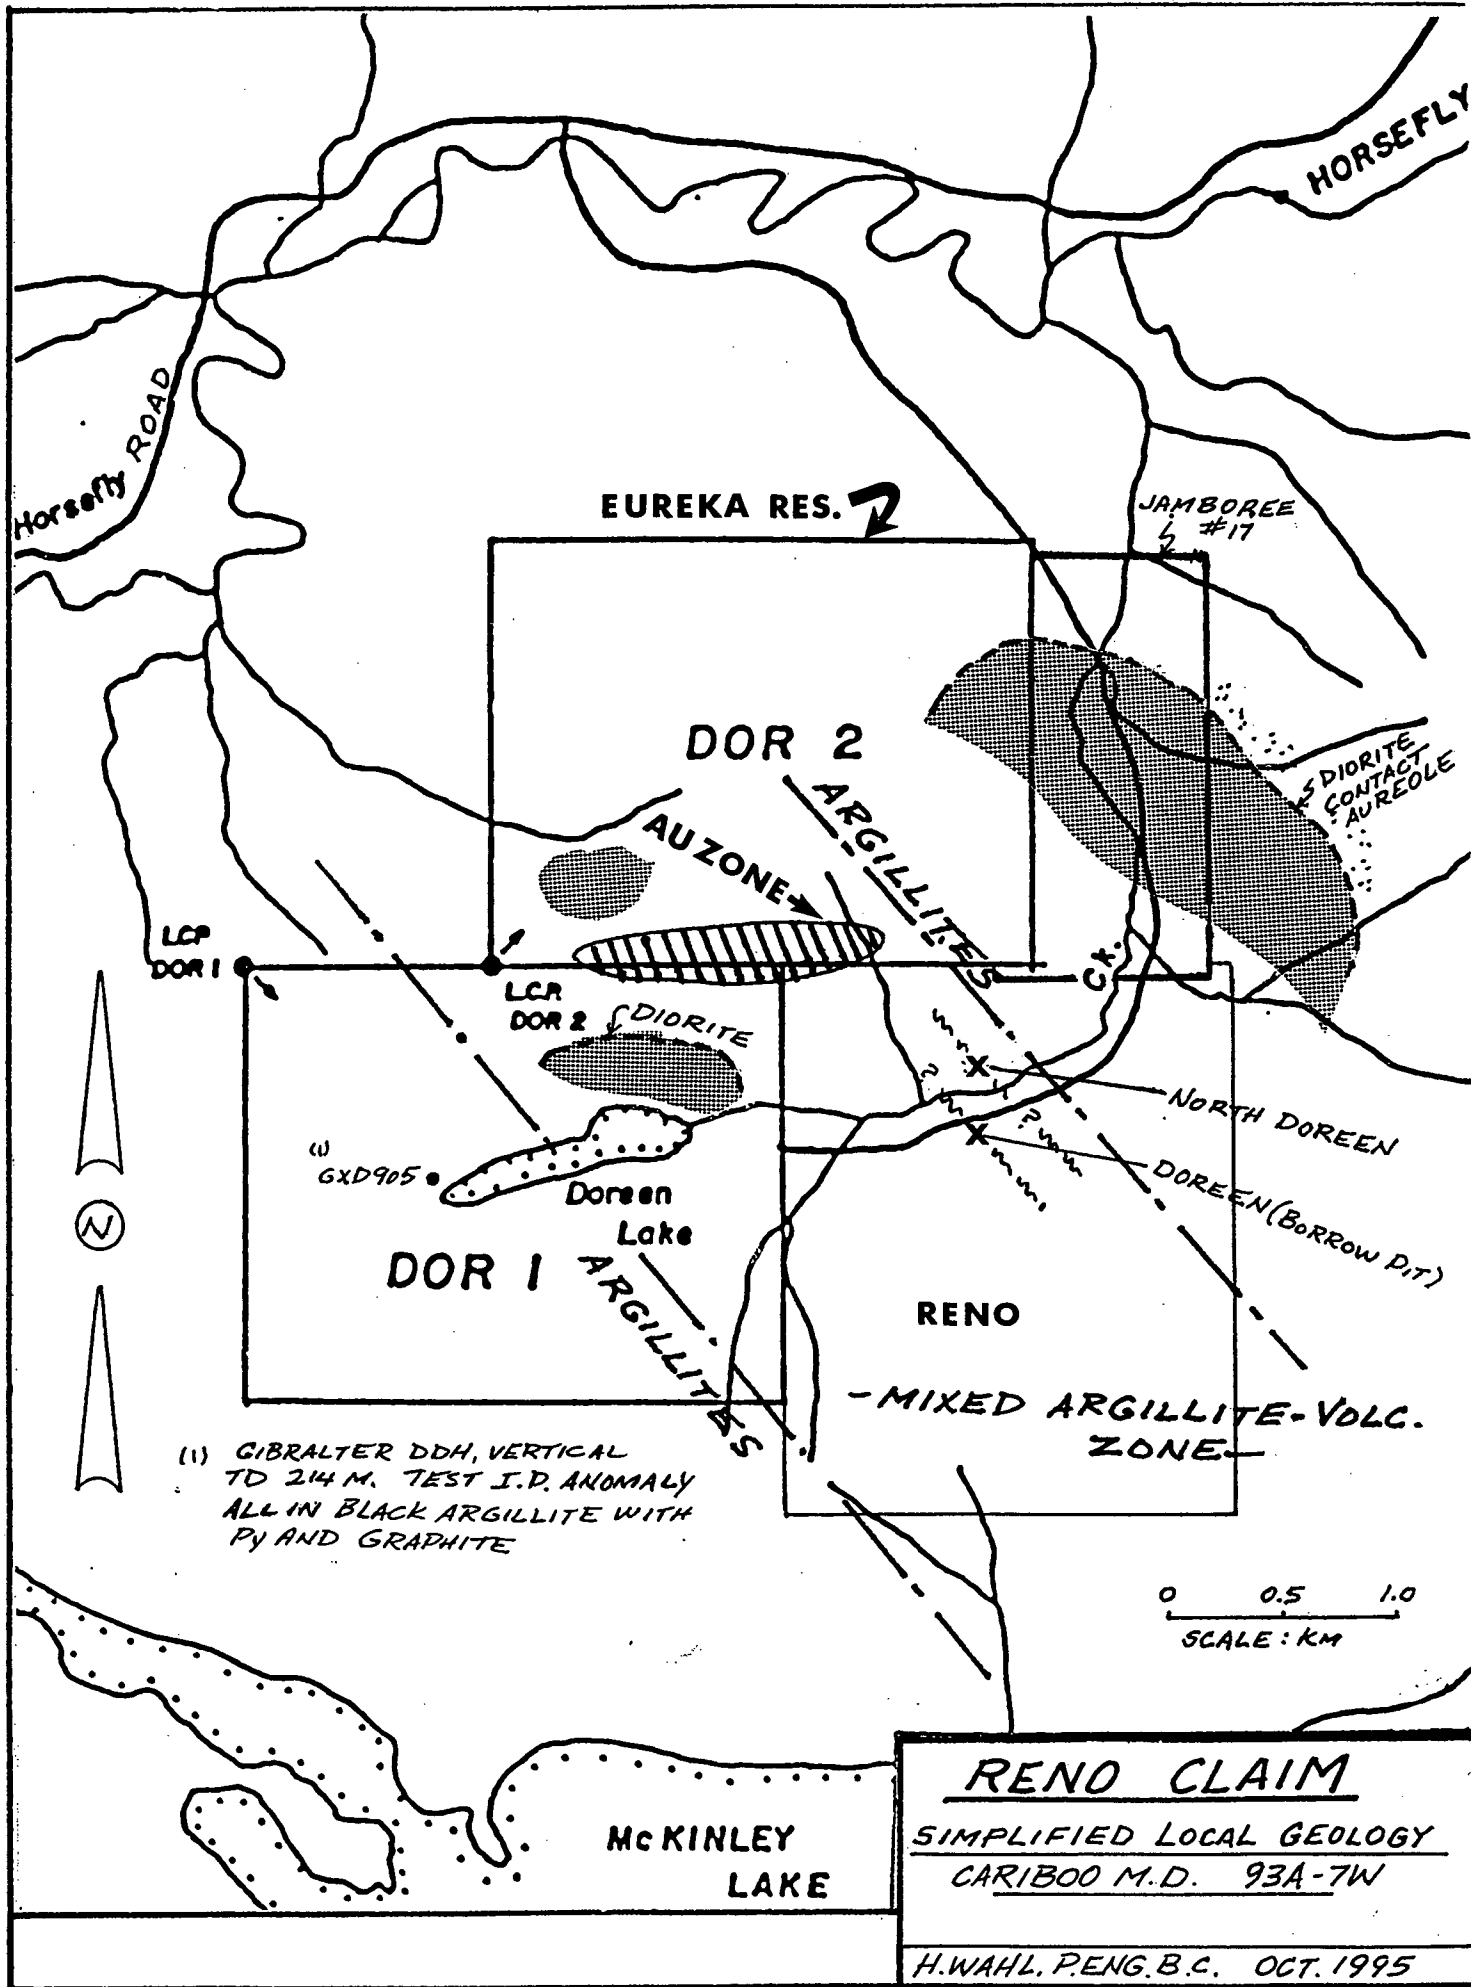 HORSEFLY
Horsefly ROAD
EUREKA RES.
JAMBOREE
#17
DOR 2
ARGILLITES
AU ZONE
DIORITE
CONTACT
AUREOLE
LCP
DOR 1
L.C.P.
DOR 2
DIORITE
CK.
?
?
X
X
NORTH DOREEN
(1)
GXD905
Doreen
Lake
DOREEN (BORROW PIT)
DOR 1
ARGILLITES
N
RENO
-MIXED ARGILLITE-VOLC.
ZONE-
(1) GIBRALTER DDH, VERTICAL
TO 214 M. TEST I.P. ANOMALY
ALL IN BLACK ARGILLITE WITH
Py AND GRAPHITE
0 0.5 1.0
SCALE : KM
McKINLEY
LAKE
RENO CLAIM
SIMPLIFIED LOCAL GEOLOGY
CARIBOO M.D. 93A-7W
H. WAHL. P.ENG. B.C. OCT. 1995